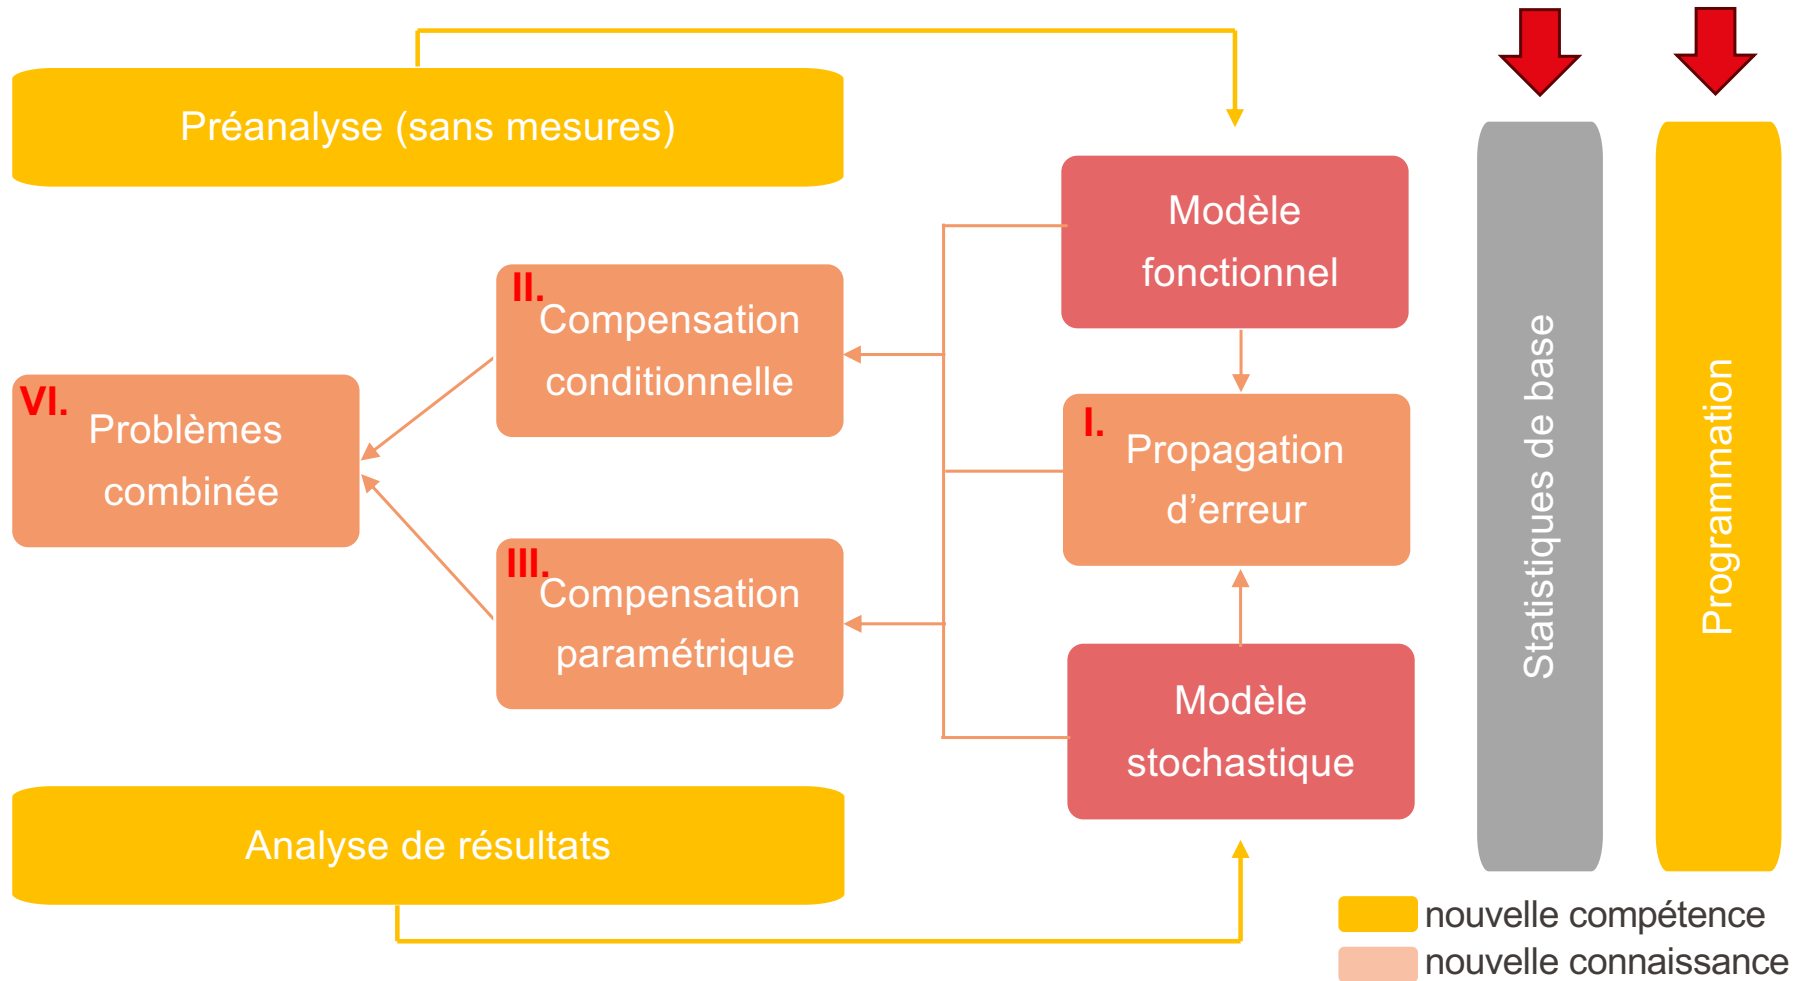 Préanalyse (sans mesures)
Modèle
fonctionnel
II.
Compensation
conditionnelle
VI.
Problèmes
combinée
I.
Propagation
d'erreur
III.
Compensation
paramétrique
Modèle
stochastique
Analyse de résultats
Statistiques de base
Programmation
nouvelle compétence
nouvelle connaissance